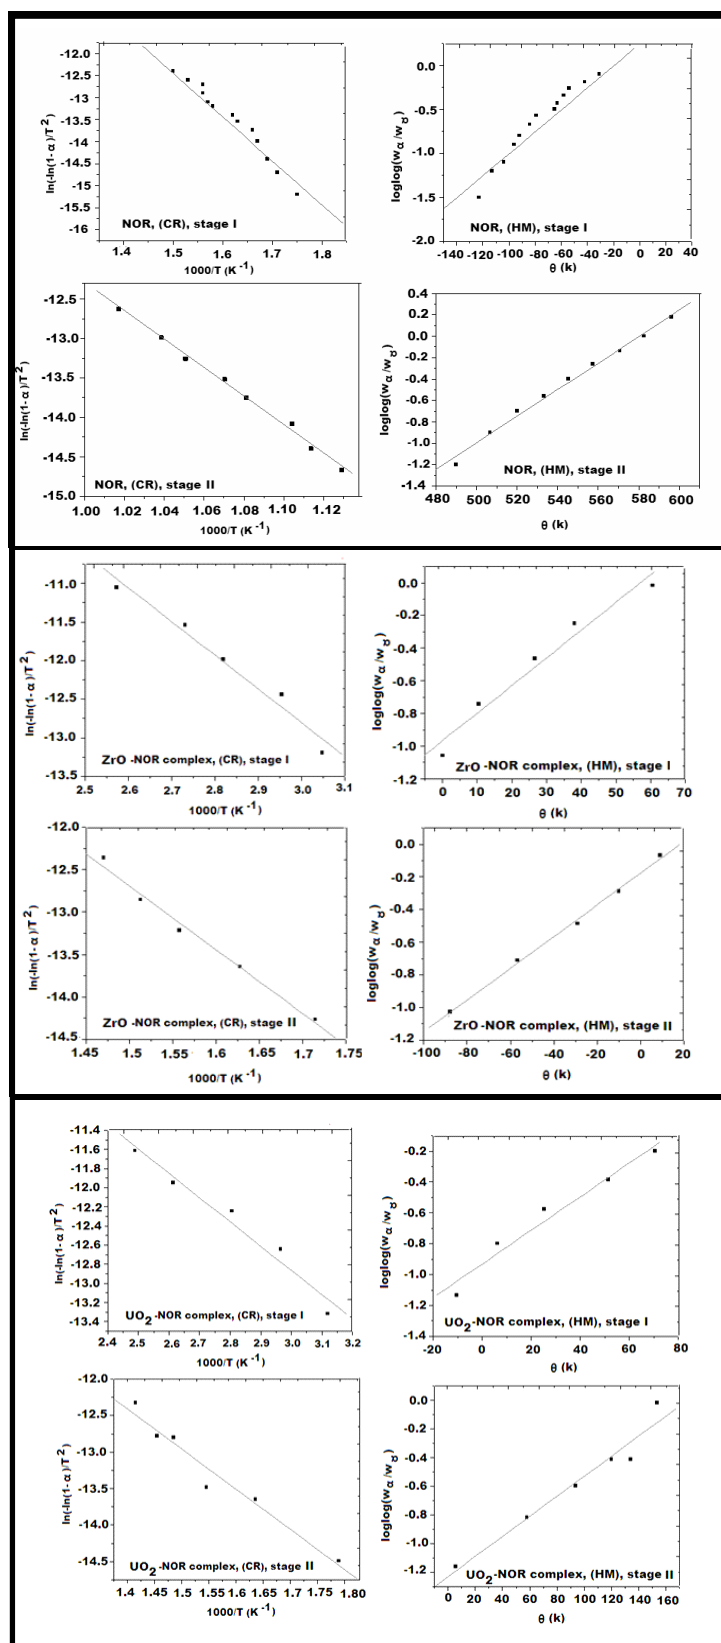 -12.0
-12.5
-13
-13.5
-14.0
-14.5
-15
-15.5
-16
ln(-ln(1-α)/T²)
NOR, (CR), stage I
1.4 1.5 1.6 1.7 1.8
1000/T (K⁻¹)
0.0
-0.5
-1.0
-1.5
-2.0
loglog(wα/wȣ)
NOR, (HM), stage I
-140 -120 -100 -80 -60 -40 -20 0 20 40
θ (k)
-12.5
-13.0
-13.5
-14.0
-14.5
-15.0
ln(-ln(1-α)/T²)
NOR, (CR), stage II
1.00 1.02 1.04 1.06 1.08 1.10 1.12
1000/T (K⁻¹)
0.4
0.2
0.0
-0.2
-0.4
-0.6
-0.8
-1.0
-1.2
-1.4
loglog(wα/wȣ)
NOR, (HM), stage II
480 500 520 540 560 580 600
θ (k)
-11.0
-11.5
-12.0
-12.5
-13.0
-13.5
ln(-ln(1-α)/T²)
ZrO -NOR complex, (CR), stage I
2.5 2.6 2.7 2.8 2.9 3.0 3.1
1000/T (K⁻¹)
0.0
-0.2
-0.4
-0.6
-0.8
-1.0
-1.2
loglog(wα/wȣ)
ZrO -NOR complex, (HM), stage I
0 10 20 30 40 50 60 70
θ (k)
-12.0
-12.5
-13.0
-13.5
-14.0
-14.5
ln(-ln(1-α)/T²)
ZrO -NOR complex, (CR), stage II
1.45 1.5 1.55 1.6 1.65 1.7 1.75
1000/T (K⁻¹)
0.0
-0.2
-0.4
-0.6
-0.8
-1.0
-1.2
loglog(wα/wȣ)
ZrO -NOR complex, (HM), stage II
-100 -80 -60 -40 -20 0 20
θ (k)
-11.4
-11.6
-11.8
-12.0
-12.2
-12.4
-12.6
-12.8
-13.0
-13.2
-13.4
ln(-ln(1-α)/T²)
UO₂-NOR complex, (CR), stage I
2.4 2.5 2.6 2.7 2.8 2.9 3.0 3.1 3.2
1000/T (K⁻¹)
-0.2
-0.4
-0.6
-0.8
-1.0
-1.2
-1.4
loglog(wα/wȣ)
UO₂-NOR complex, (HM), stage I
-20 0 20 40 60 80
θ (k)
-12.0
-12.5
-13.0
-13.5
-14.0
-14.5
ln(-ln(1-α)/T²)
UO₂-NOR complex, (CR), stage II
1.4 1.45 1.5 1.55 1.6 1.65 1.7 1.75 1.80
1000/T (K⁻¹)
0.0
-0.2
-0.4
-0.6
-0.8
-1.0
-1.2
loglog(wα/wȣ)
UO₂-NOR complex, (HM), stage II
0 20 40 60 80 100 120 140 160
θ (k)